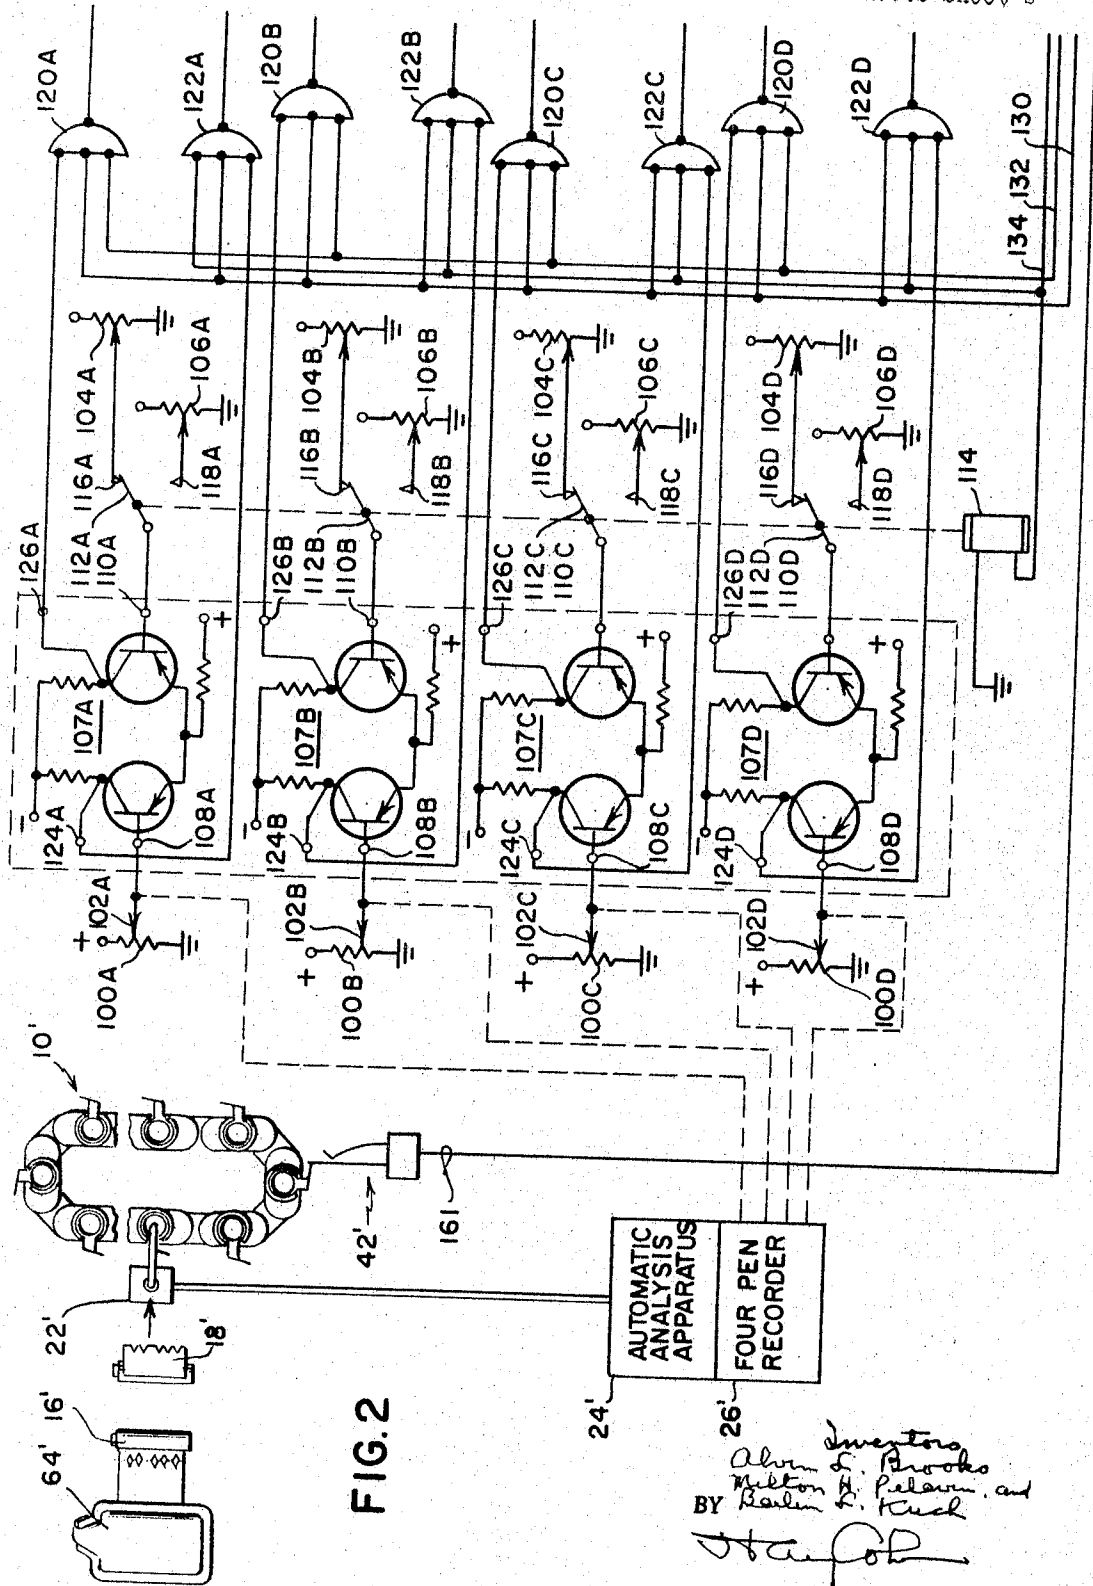 120A
122A
120B
122B
120C
122C
120D
122D
134
132
130
126A
112A
110A
116A
104A
118A
106A
126B
112B
110B
116B
104B
118B
106B
126C
112C
110C
116C
104C
118C
106C
126D
112D
110D
116D
104D
118D
106D
114
107A
124A
108A
107B
124B
108B
107C
124C
108C
107D
124D
108D
102A
100A
102B
100B
102C
100C
102D
100D
10'
42'
161
22'
18'
16'
64'
FIG. 2
24'
AUTOMATIC
ANALYSIS
APPARATUS
26'
FOUR PEN
RECORDER
Inventors
Alvin L. Brooks
Milton H. Pelavin, and
BY